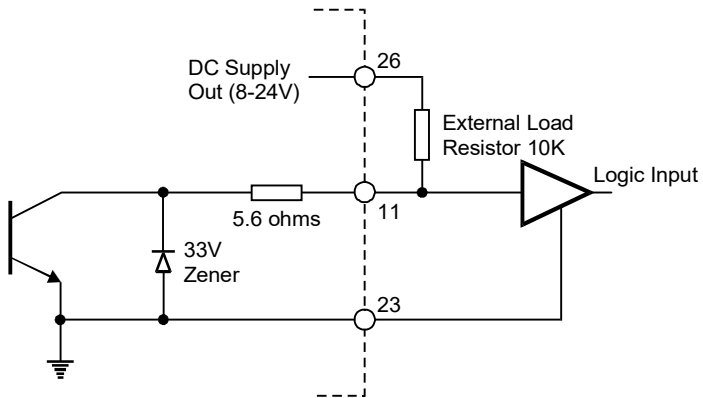 26
DC Supply
Out (8-24V)
External Load
Resistor 10K
Logic Input
5.6 ohms
11
33V
Zener
23